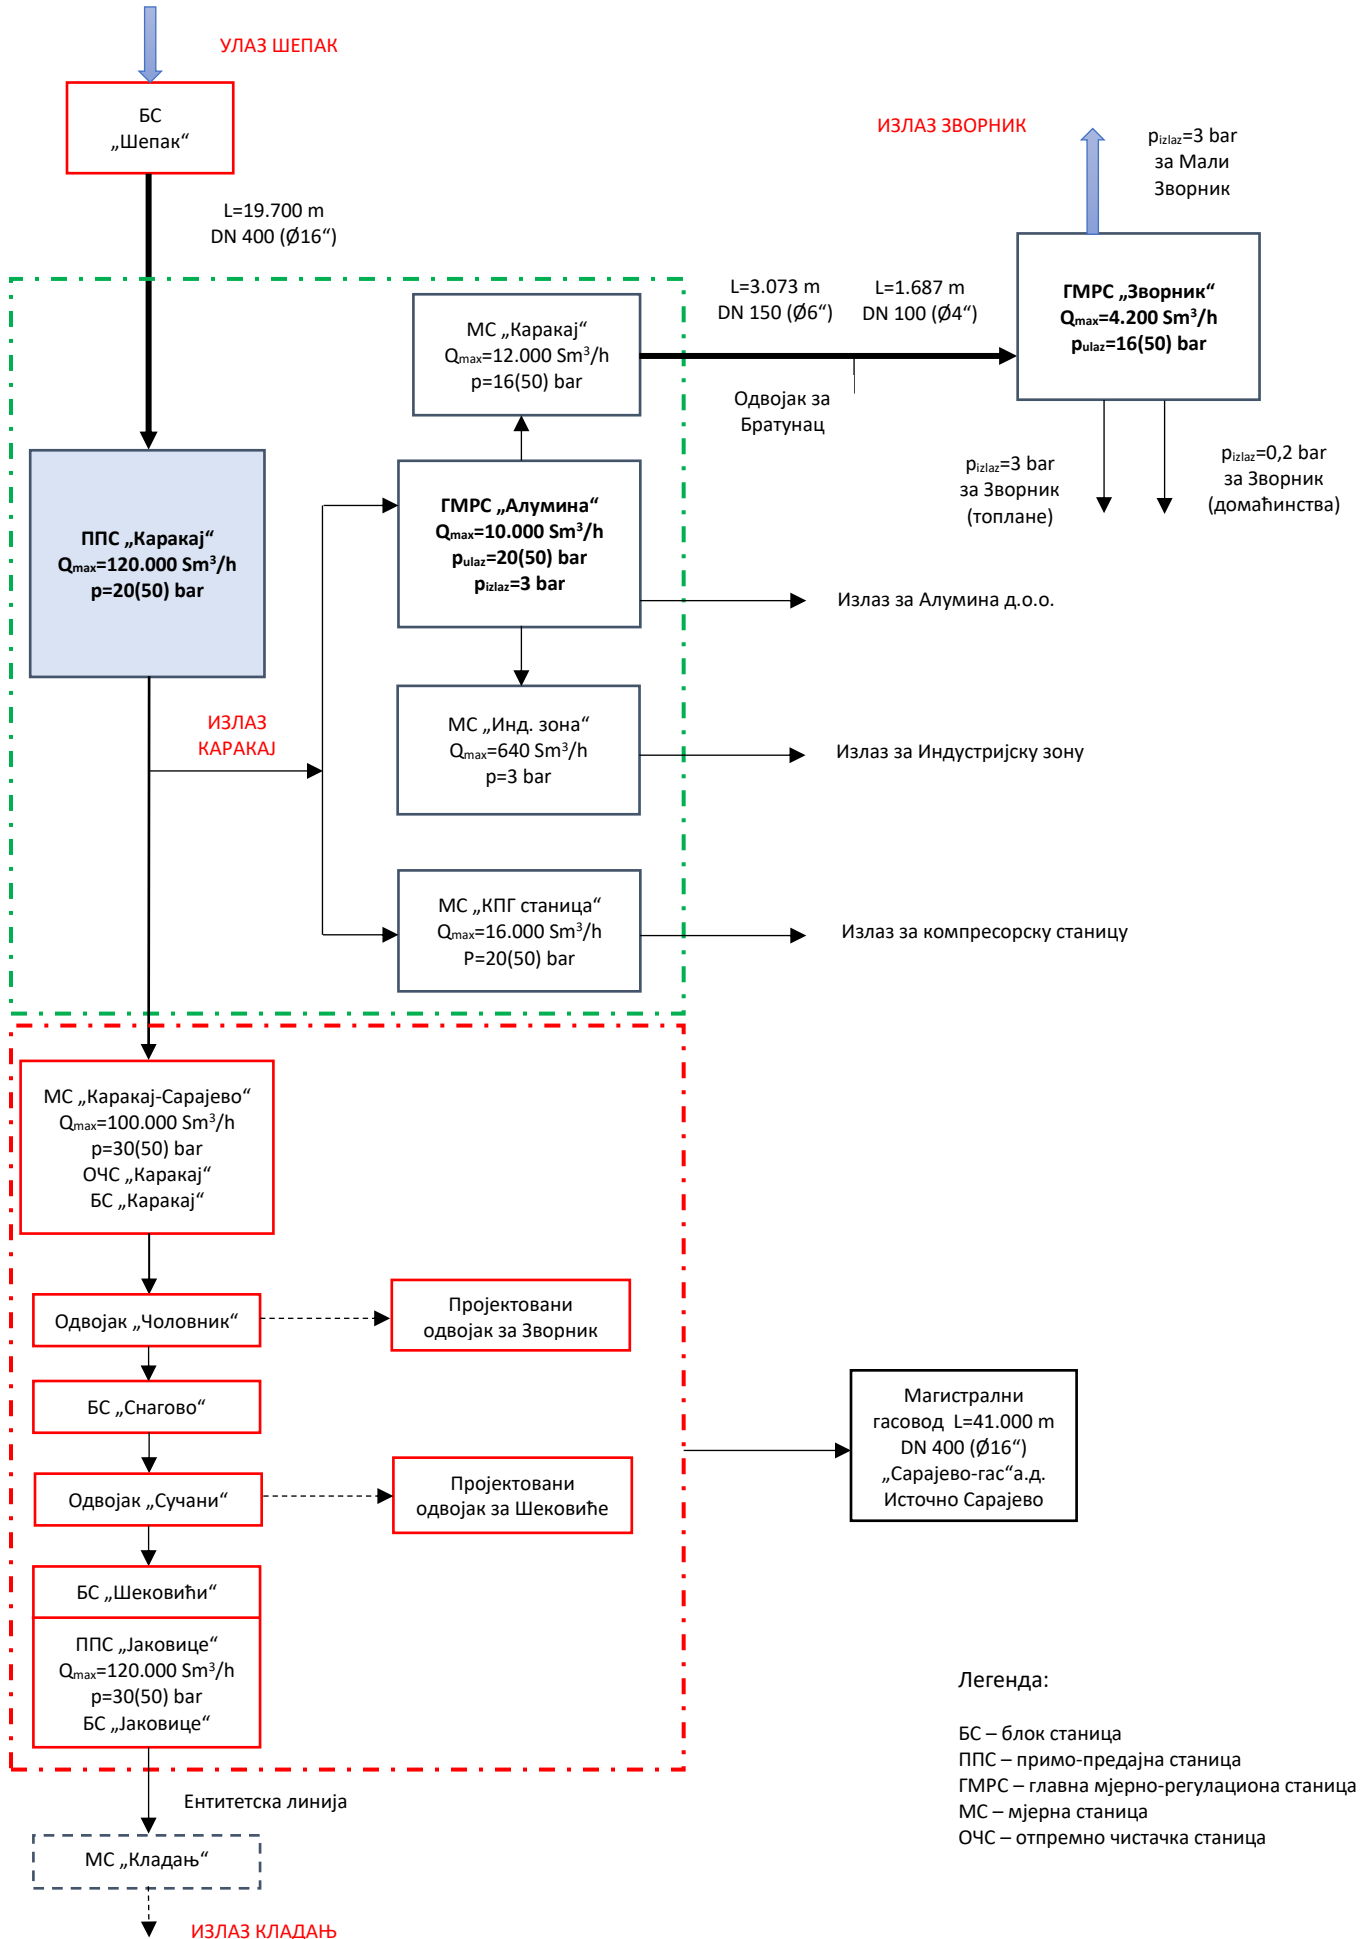 УЛАЗ ШЕПАК
БС
„Шепак“
L=19.700 m
DN 400 (Ø16“)
ИЗЛАЗ ЗВОРНИК
pizlaz=3 bar
за Мали
Зворник
L=3.073 m
DN 150 (Ø6“)
L=1.687 m
DN 100 (Ø4“)
ГМРС „Зворник“
Qmax=4.200 Sm³/h
pulaz=16(50) bar
МС „Каракај“
Qmax=12.000 Sm³/h
p=16(50) bar
Одвојак за
Братунац
pizlaz=3 bar
за Зворник
(топлане)
pizlaz=0,2 bar
за Зворник
(домаћинства)
ППС „Каракај“
Qmax=120.000 Sm³/h
p=20(50) bar
ГМРС „Алумина“
Qmax=10.000 Sm³/h
pulaz=20(50) bar
pizlaz=3 bar
Излаз за Алумина д.о.о.
ИЗЛАЗ
КАРАКАЈ
МС „Инд. зона“
Qmax=640 Sm³/h
p=3 bar
Излаз за Индустријску зону
МС „КПГ станица“
Qmax=16.000 Sm³/h
P=20(50) bar
Излаз за компресорску станицу
МС „Каракај-Сарајево“
Qmax=100.000 Sm³/h
p=30(50) bar
ОЧС „Каракај“
БС „Каракај“
Одвојак „Чоловник“
Пројектовани
одвојак за Зворник
БС „Снагово“
Одвојак „Сучани“
Пројектовани
одвојак за Шековиће
Магистрални
гасовод L=41.000 m
DN 400 (Ø16“)
„Сарајево-гас“а.д.
Источно Сарајево
БС „Шековићи“
ППС „Јаковице“
Qmax=120.000 Sm³/h
p=30(50) bar
БС „Јаковице“
Ентитетска линија
МС „Кладањ“
ИЗЛАЗ КЛАДАЊ
Легенда:
БС – блок станица
ППС – примо-предајна станица
ГМРС – главна мјерно-регулациона станица
МС – мјерна станица
ОЧС – отпремно чистачка станица